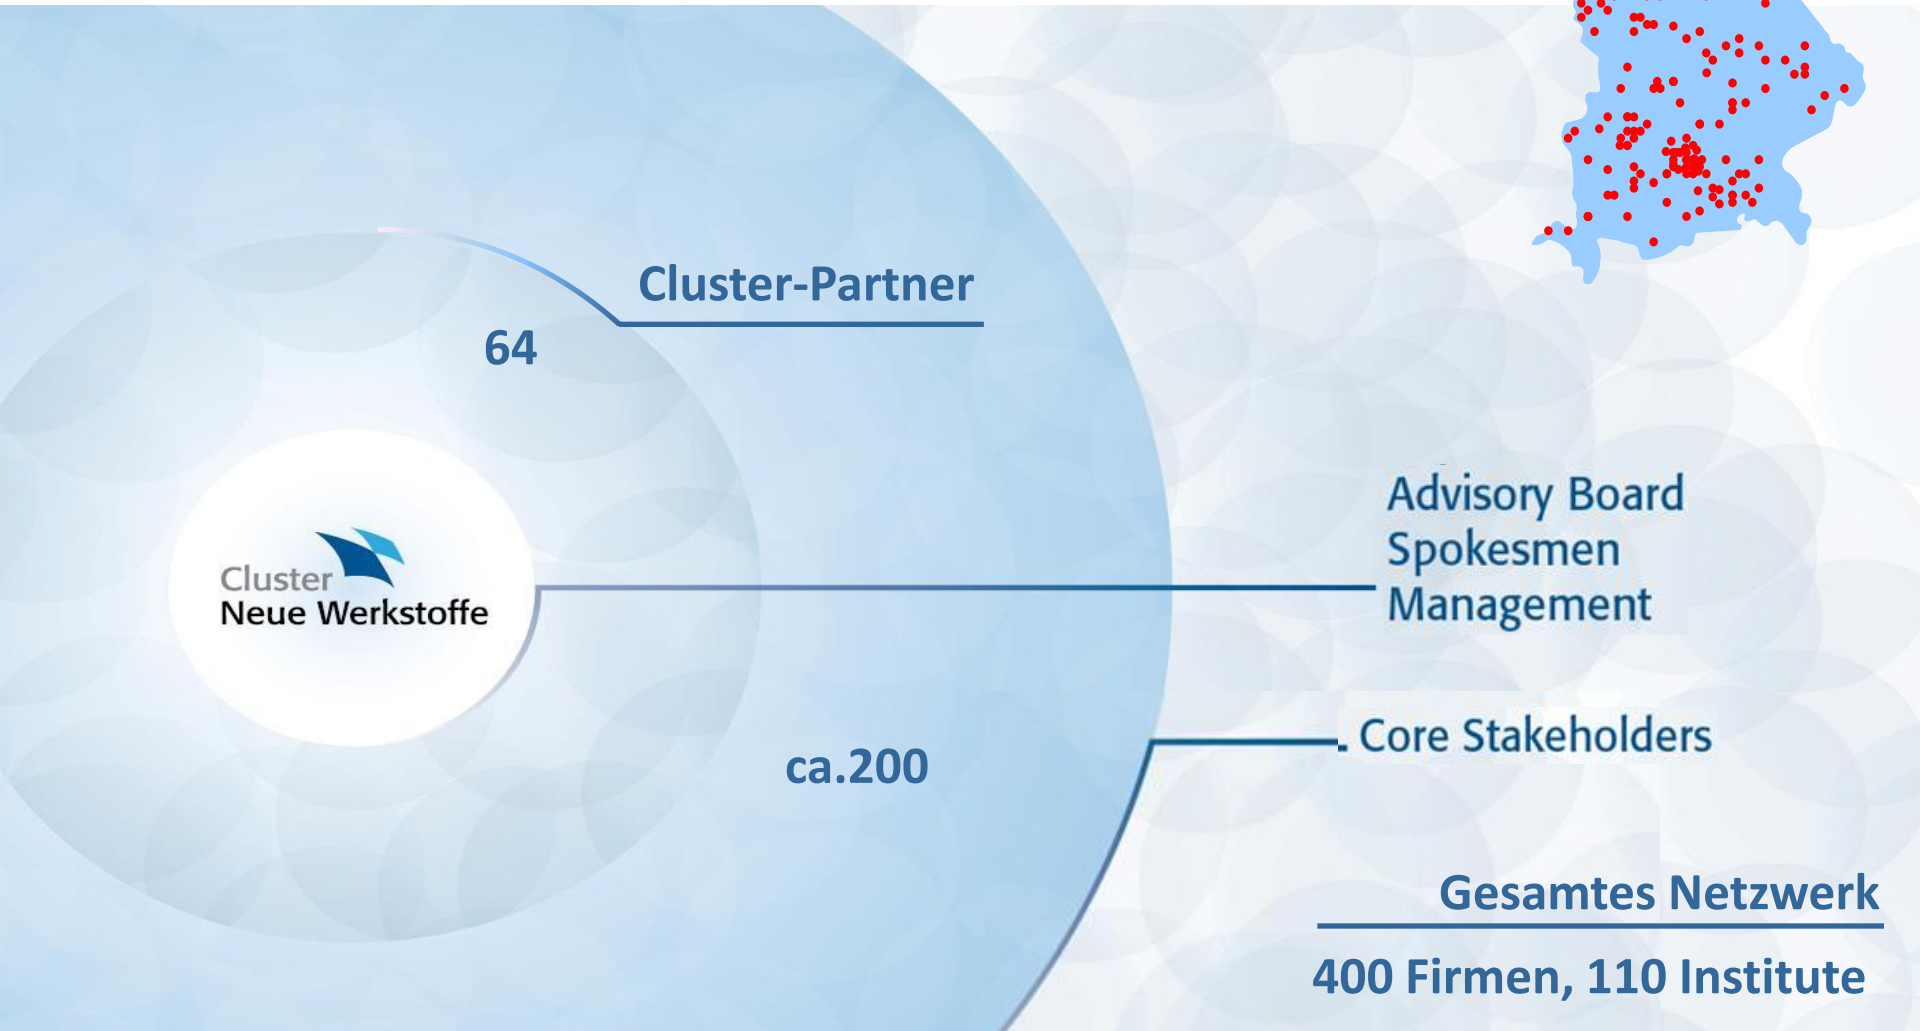 Cluster-Partner
64
Cluster
Neue Werkstoffe
Advisory Board
Spokesmen
Management
Core Stakeholders
ca.200
Gesamtes Netzwerk
400 Firmen, 110 Institute